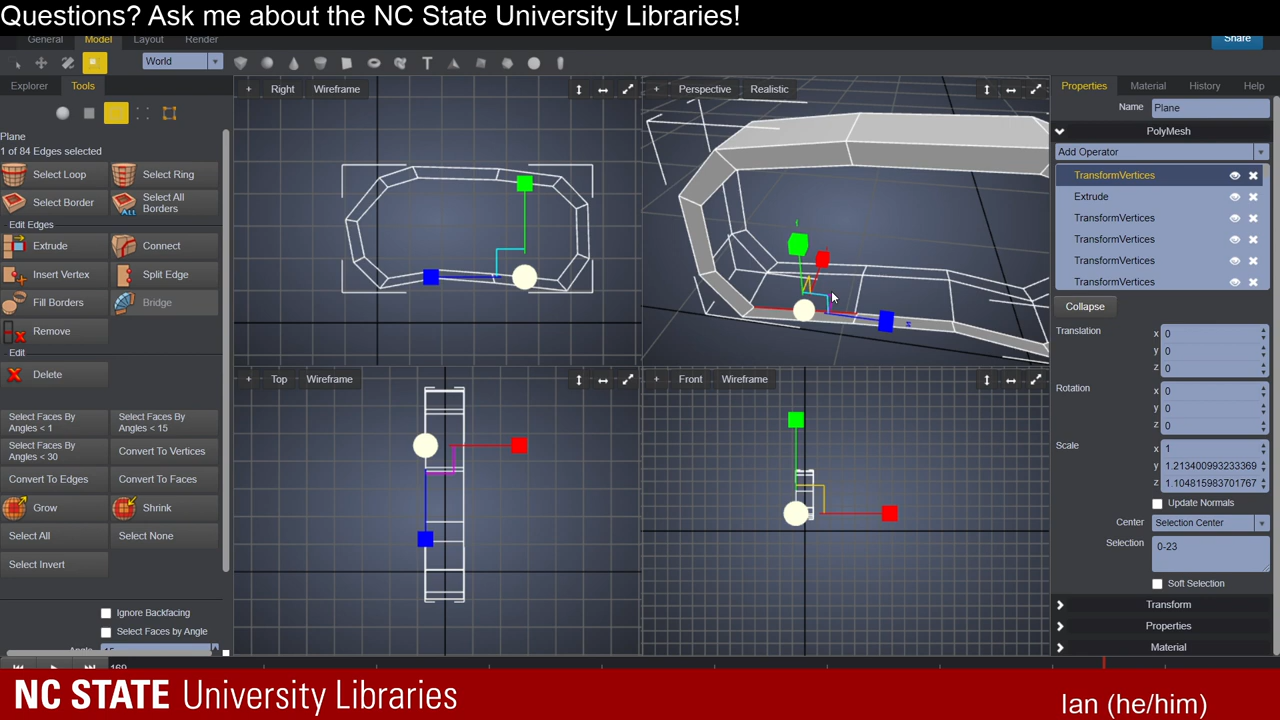 Questions? Ask me about the NC State University Libraries!
General Model Layout Render Share
World
Explorer Tools
Plane
1 of 84 Edges selected
Select Loop Select Ring
Select Border Select All Borders
Edit Edges
Extrude Connect
Insert Vertex Split Edge
Fill Borders Bridge
Remove
Edit
Delete
Select Faces By Angles < 1 Select Faces By Angles < 15
Select Faces By Angles < 30 Convert To Vertices
Convert To Edges Convert To Faces
Grow Shrink
Select All Select None
Select Invert
Ignore Backfacing
Select Faces by Angle
Right Wireframe
Perspective Realistic
Top Wireframe
Front Wireframe
Properties Material History Help
Name Plane
PolyMesh
Add Operator
TransformVertices
Extrude
TransformVertices
TransformVertices
TransformVertices
TransformVertices
Collapse
Translation x 0
y 0
z 0
Rotation x 0
y 0
z 0
Scale x 1
y 1.213400993233369
z 1.104815983701767
Update Normals
Center Selection Center
Selection 0-23
Soft Selection
Transform
Properties
Material
169
NC STATE University Libraries
Ian (he/him)